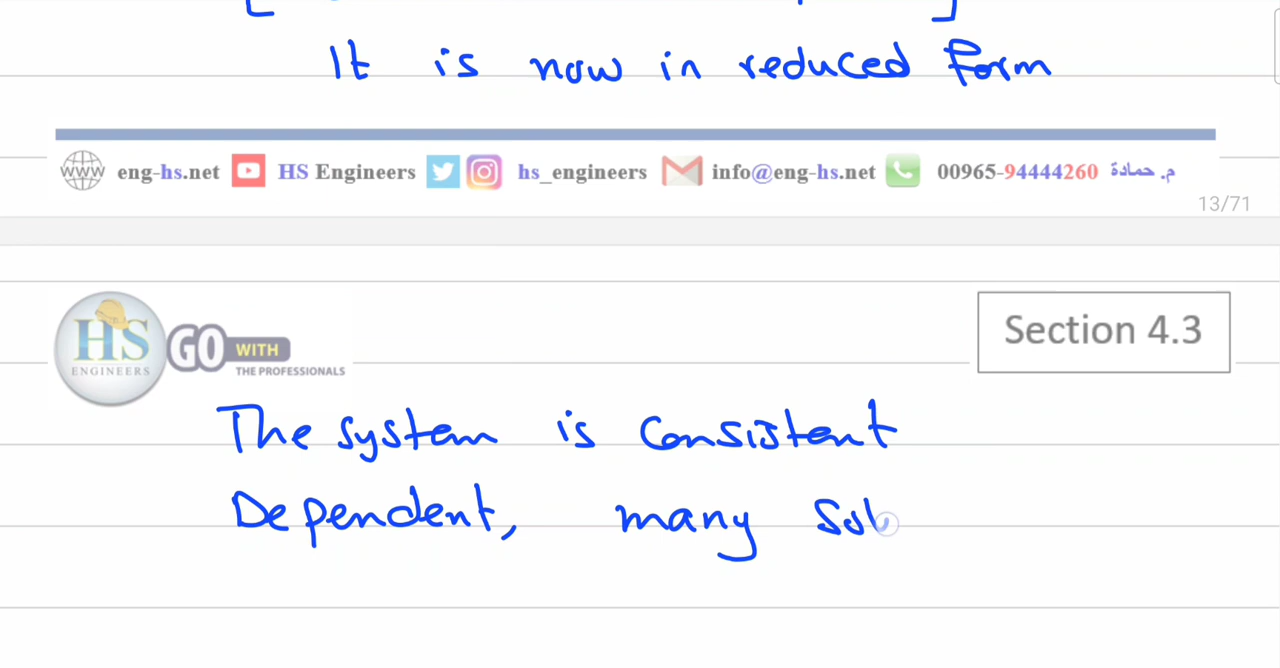 [ ]
It is now in reduced form
www eng-hs.net HS Engineers hs_engineers info@eng-hs.net 00965-94444260 م. حمادة
13/71
HS ENGINEERS GO WITH THE PROFESSIONALS
Section 4.3
The system is consistent
Dependent, many Sol